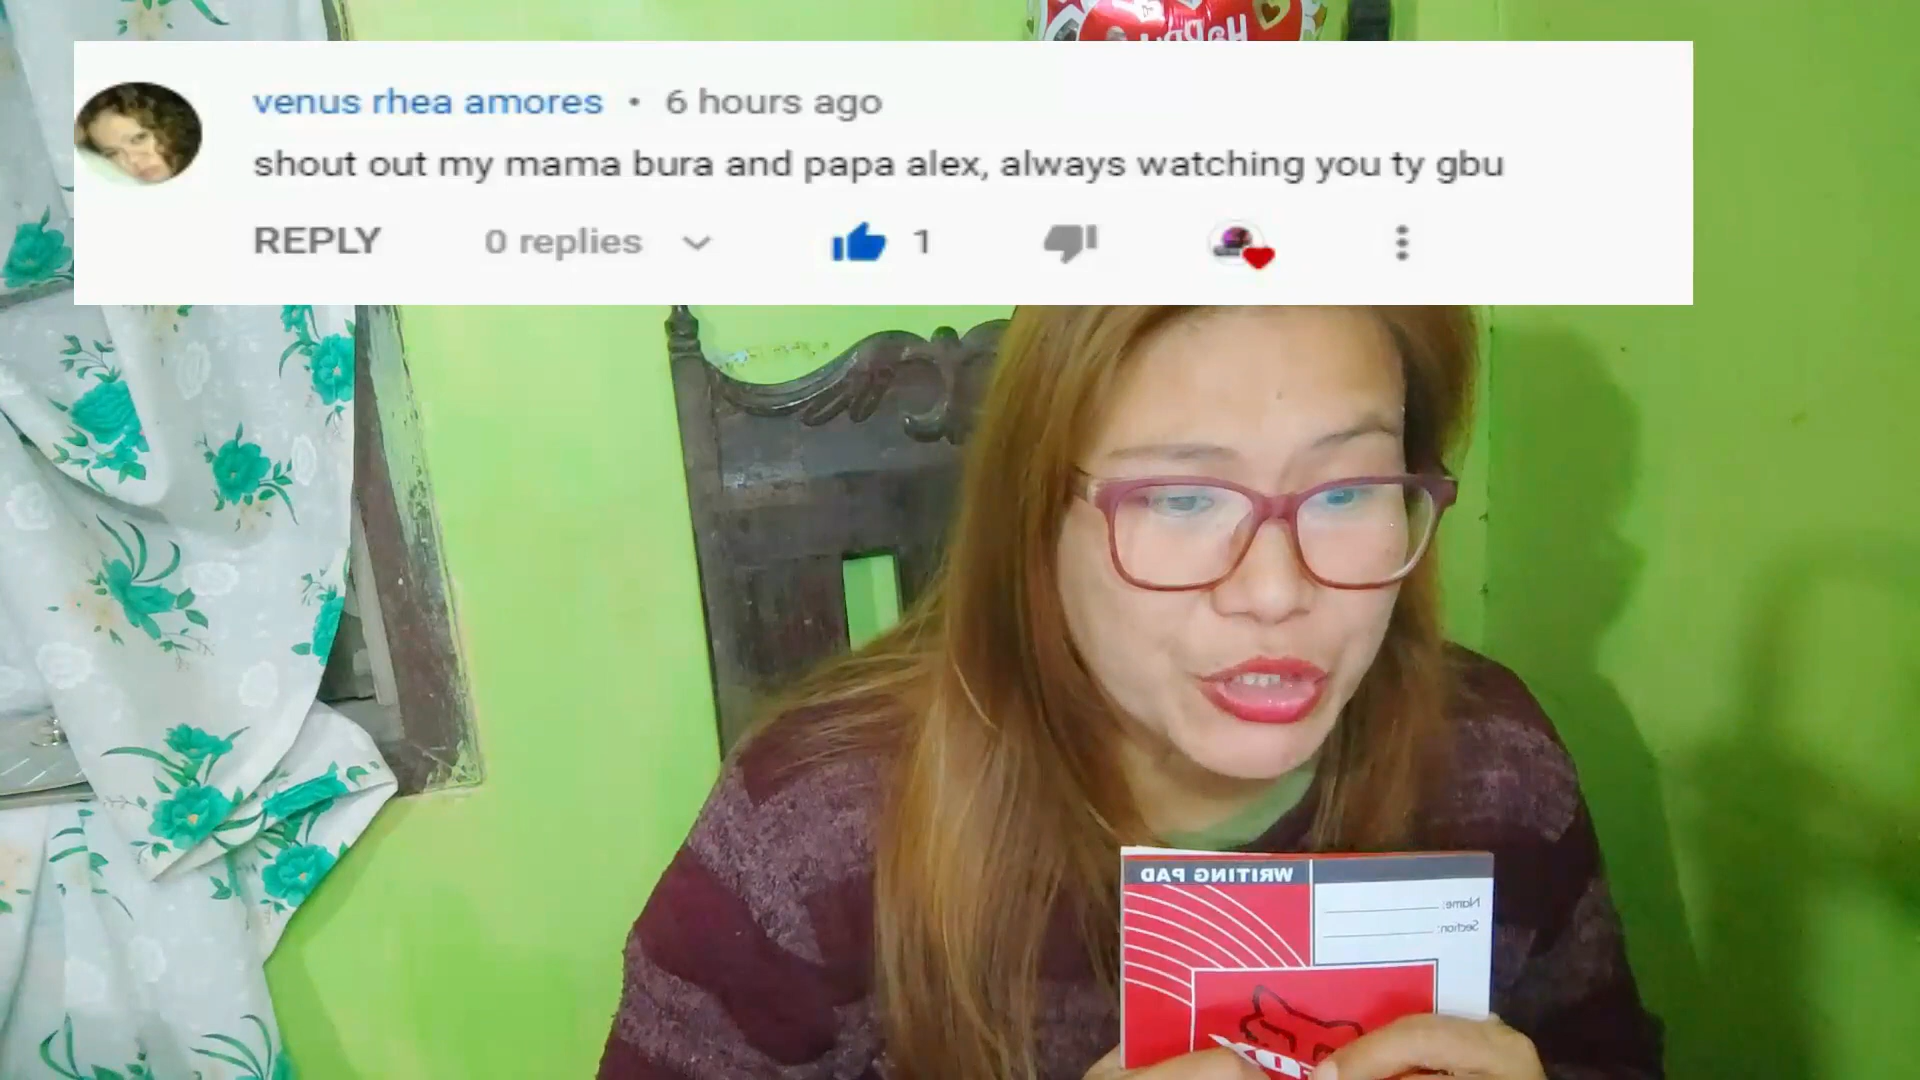 Happy
venus rhea amores • 6 hours ago
shout out my mama bura and papa alex, always watching you ty gbu
REPLY 0 replies 1
WRITING PAD
Name:
Section: